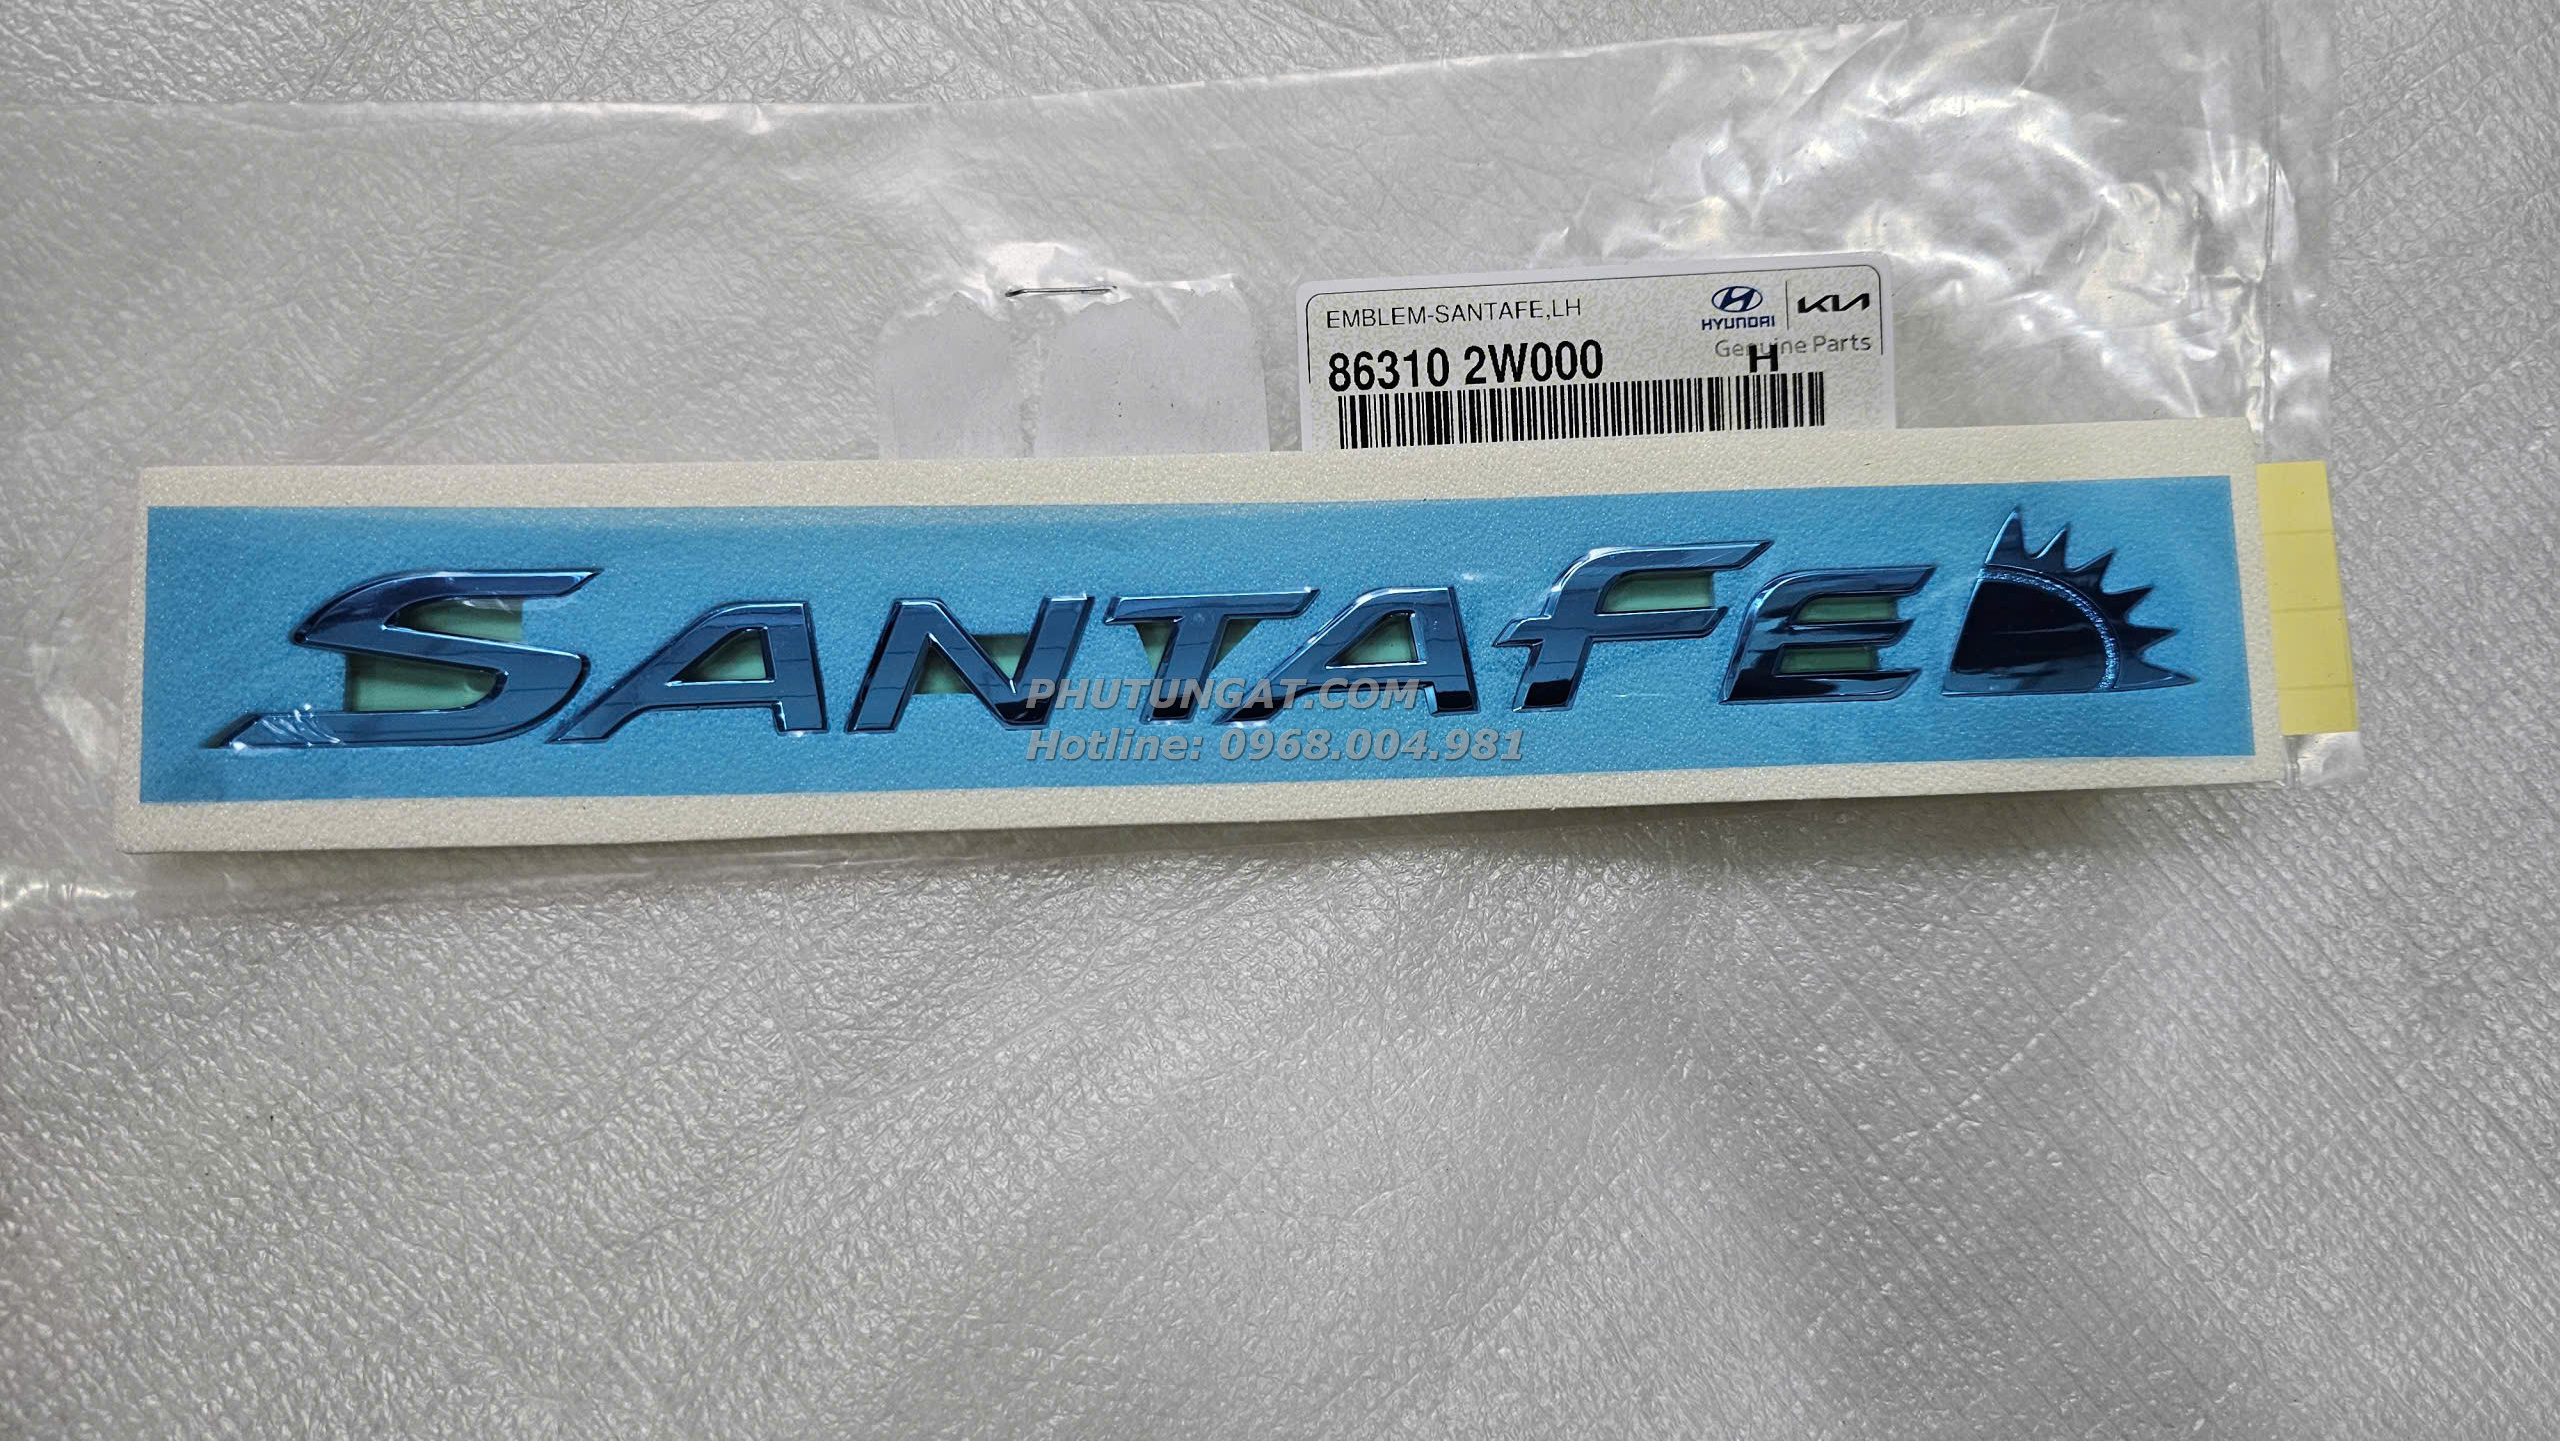 EMBLEM-SANTAFE,LH
HYUNDAI KIA
Genuine Parts
86310 2W000 H
SANTAFE
PHUTUNGAT.COM
Hotline: 0968.004.981